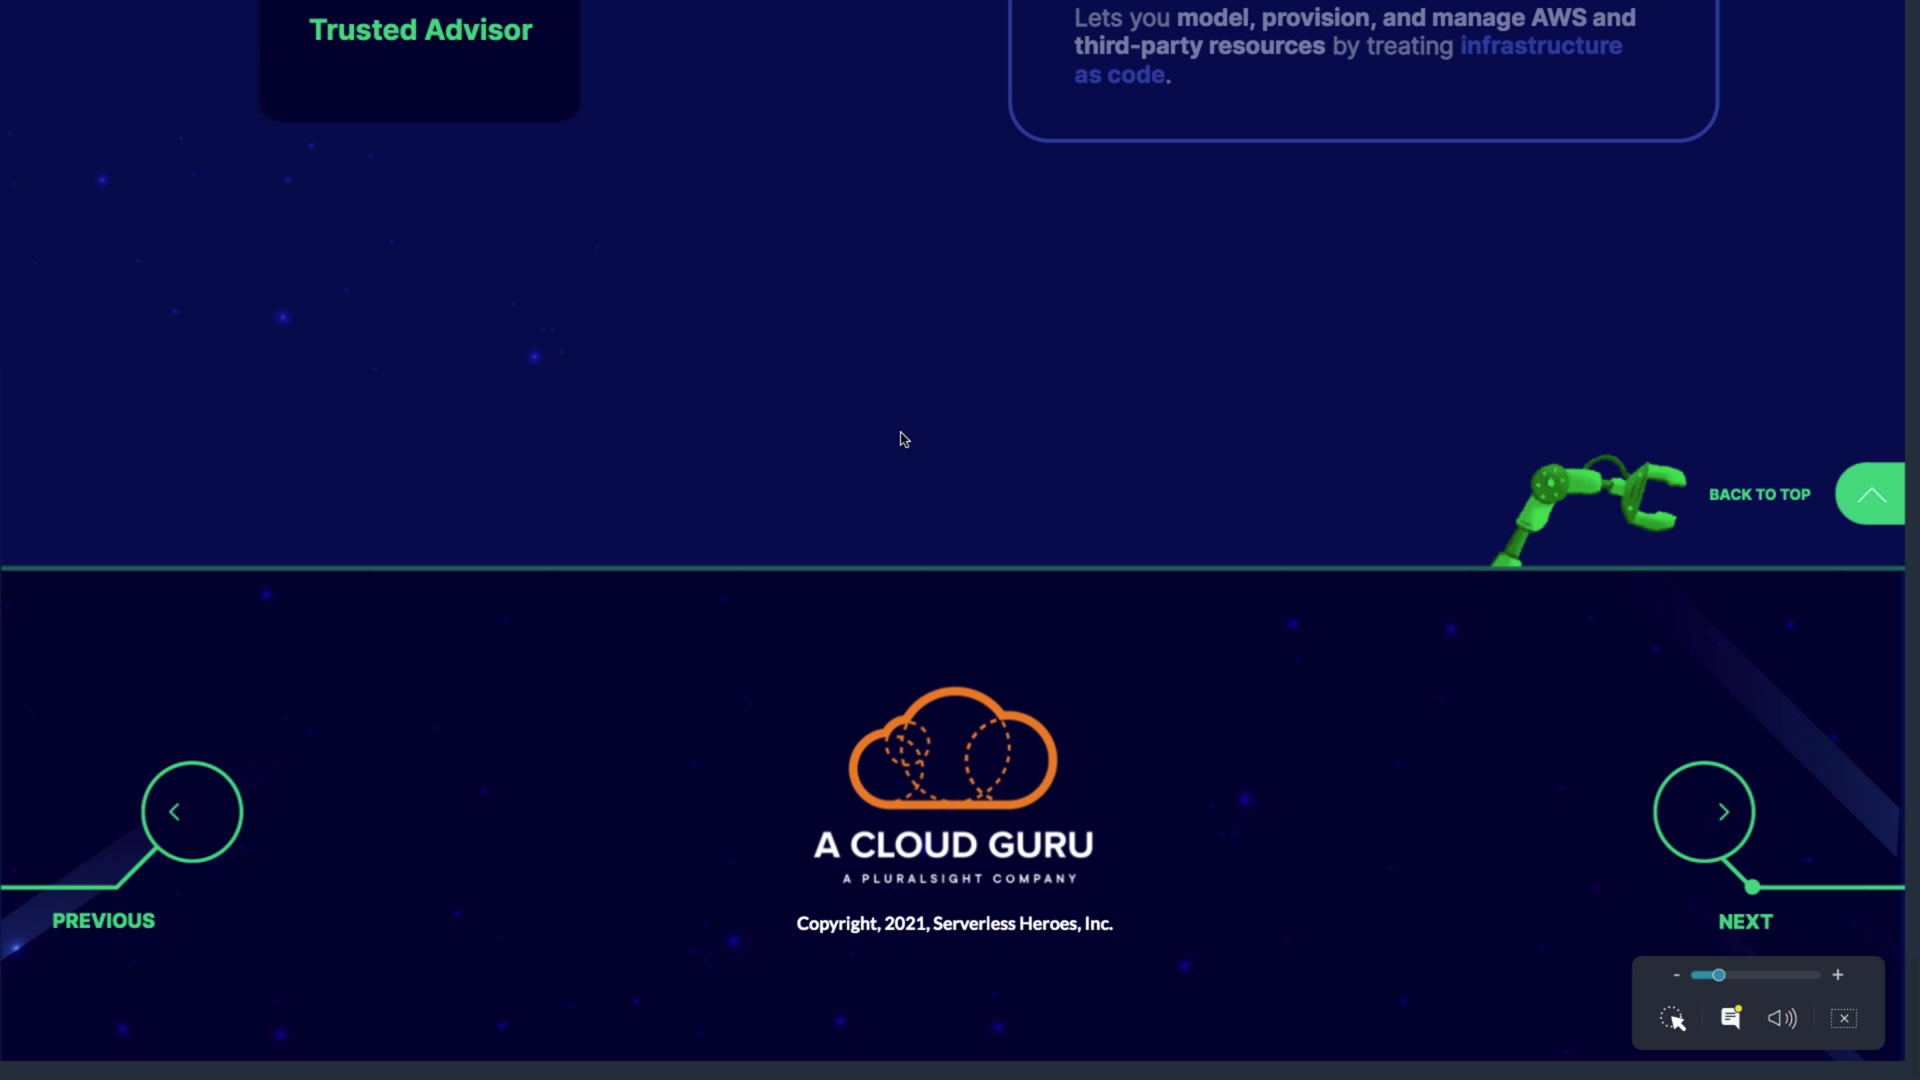 Trusted Advisor
Lets you model, provision, and manage AWS and
third-party resources by treating infrastructure
as code.
BACK TO TOP
A CLOUD GURU
A PLURALSIGHT COMPANY
Copyright, 2021, Serverless Heroes, Inc.
PREVIOUS
NEXT
- +